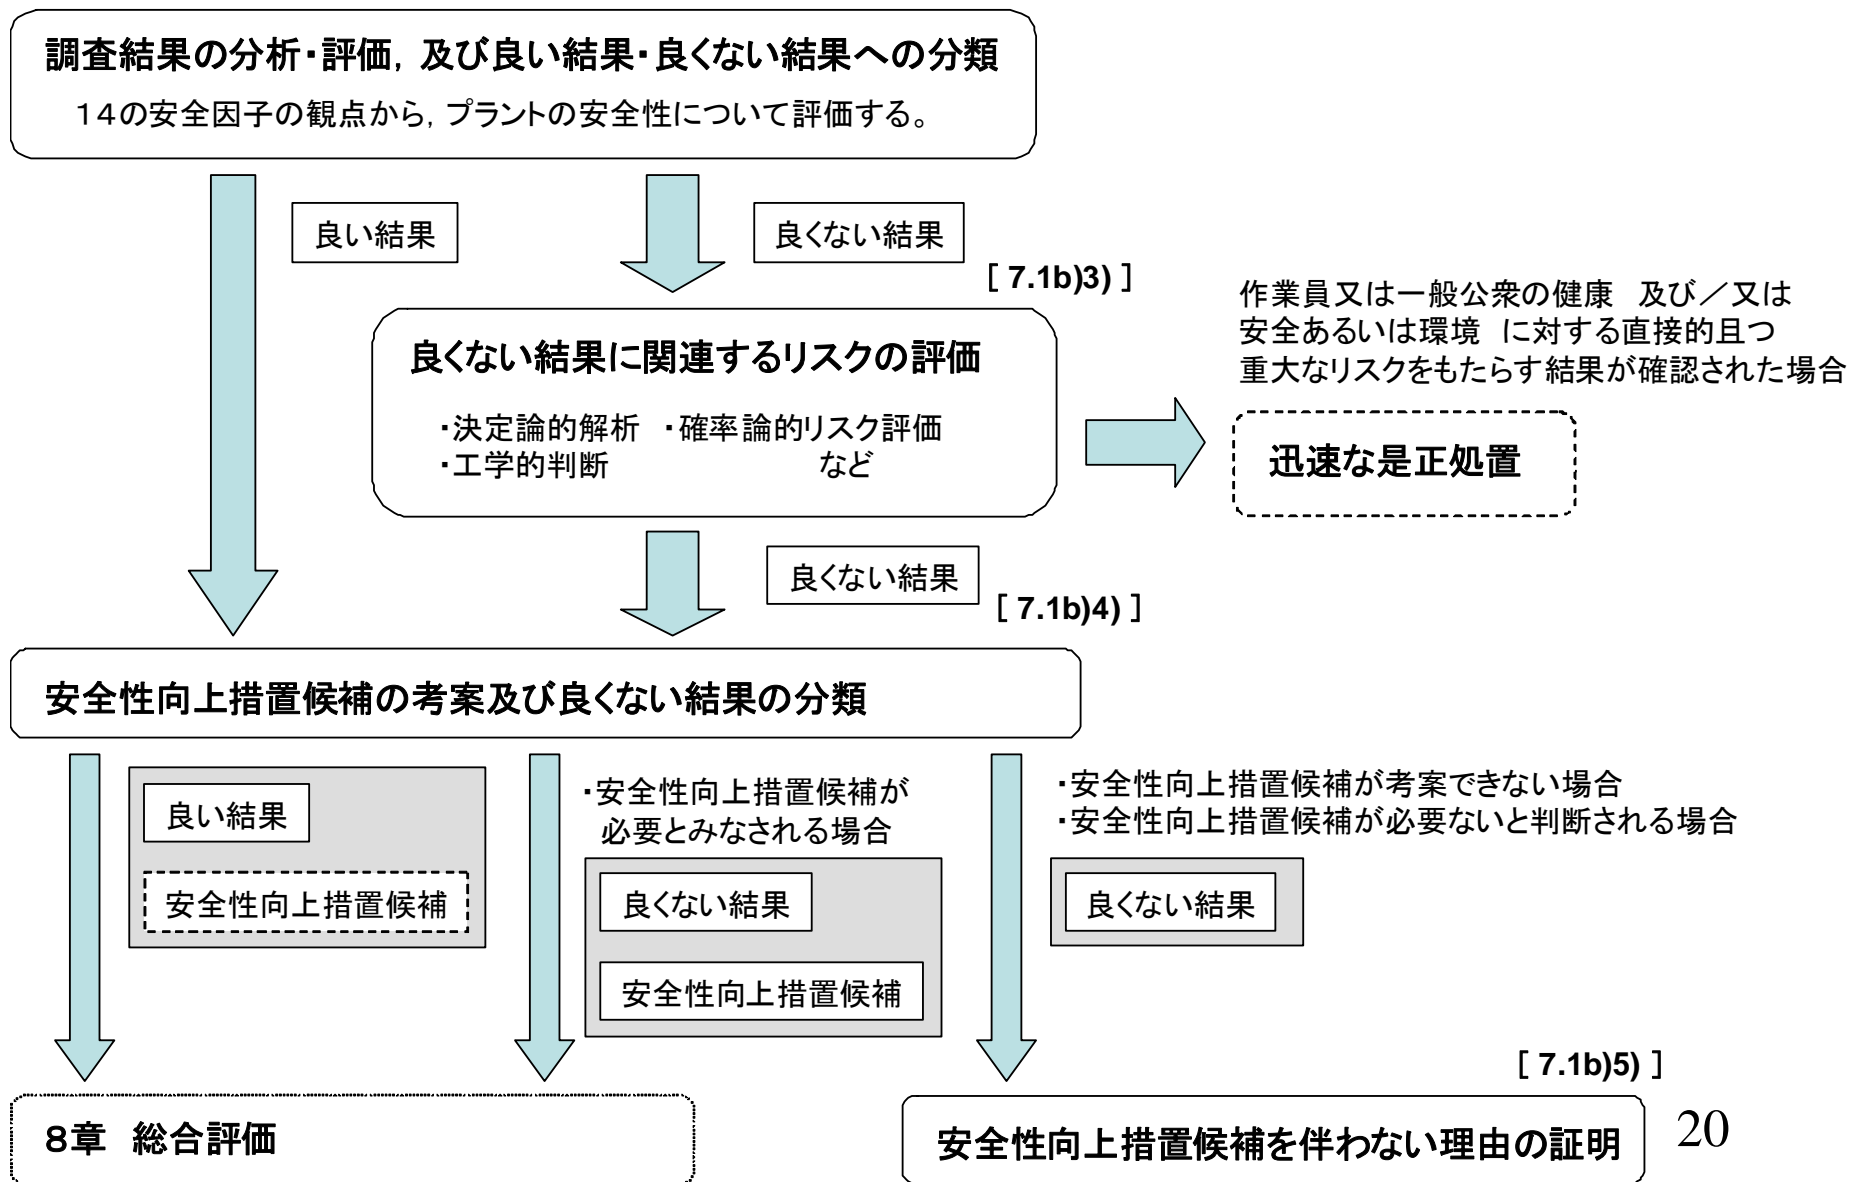 調査結果の分析・評価，及び良い結果・良くない結果への分類
１４の安全因子の観点から，プラントの安全性について評価する。
良い結果
良くない結果
［ 7.1b)3) ］
良くない結果に関連するリスクの評価
・決定論的解析　・確率論的リスク評価
・工学的判断　　　　　　など
作業員又は一般公衆の健康　及び／又は
安全あるいは環境　に対する直接的且つ
重大なリスクをもたらす結果が確認された場合
迅速な是正処置
良くない結果
［ 7.1b)4) ］
安全性向上措置候補の考案及び良くない結果の分類
良い結果
安全性向上措置候補
・安全性向上措置候補が
必要とみなされる場合
良くない結果
安全性向上措置候補
・安全性向上措置候補が考案できない場合
・安全性向上措置候補が必要ないと判断される場合
良くない結果
［ 7.1b)5) ］
８章　総合評価
安全性向上措置候補を伴わない理由の証明
20